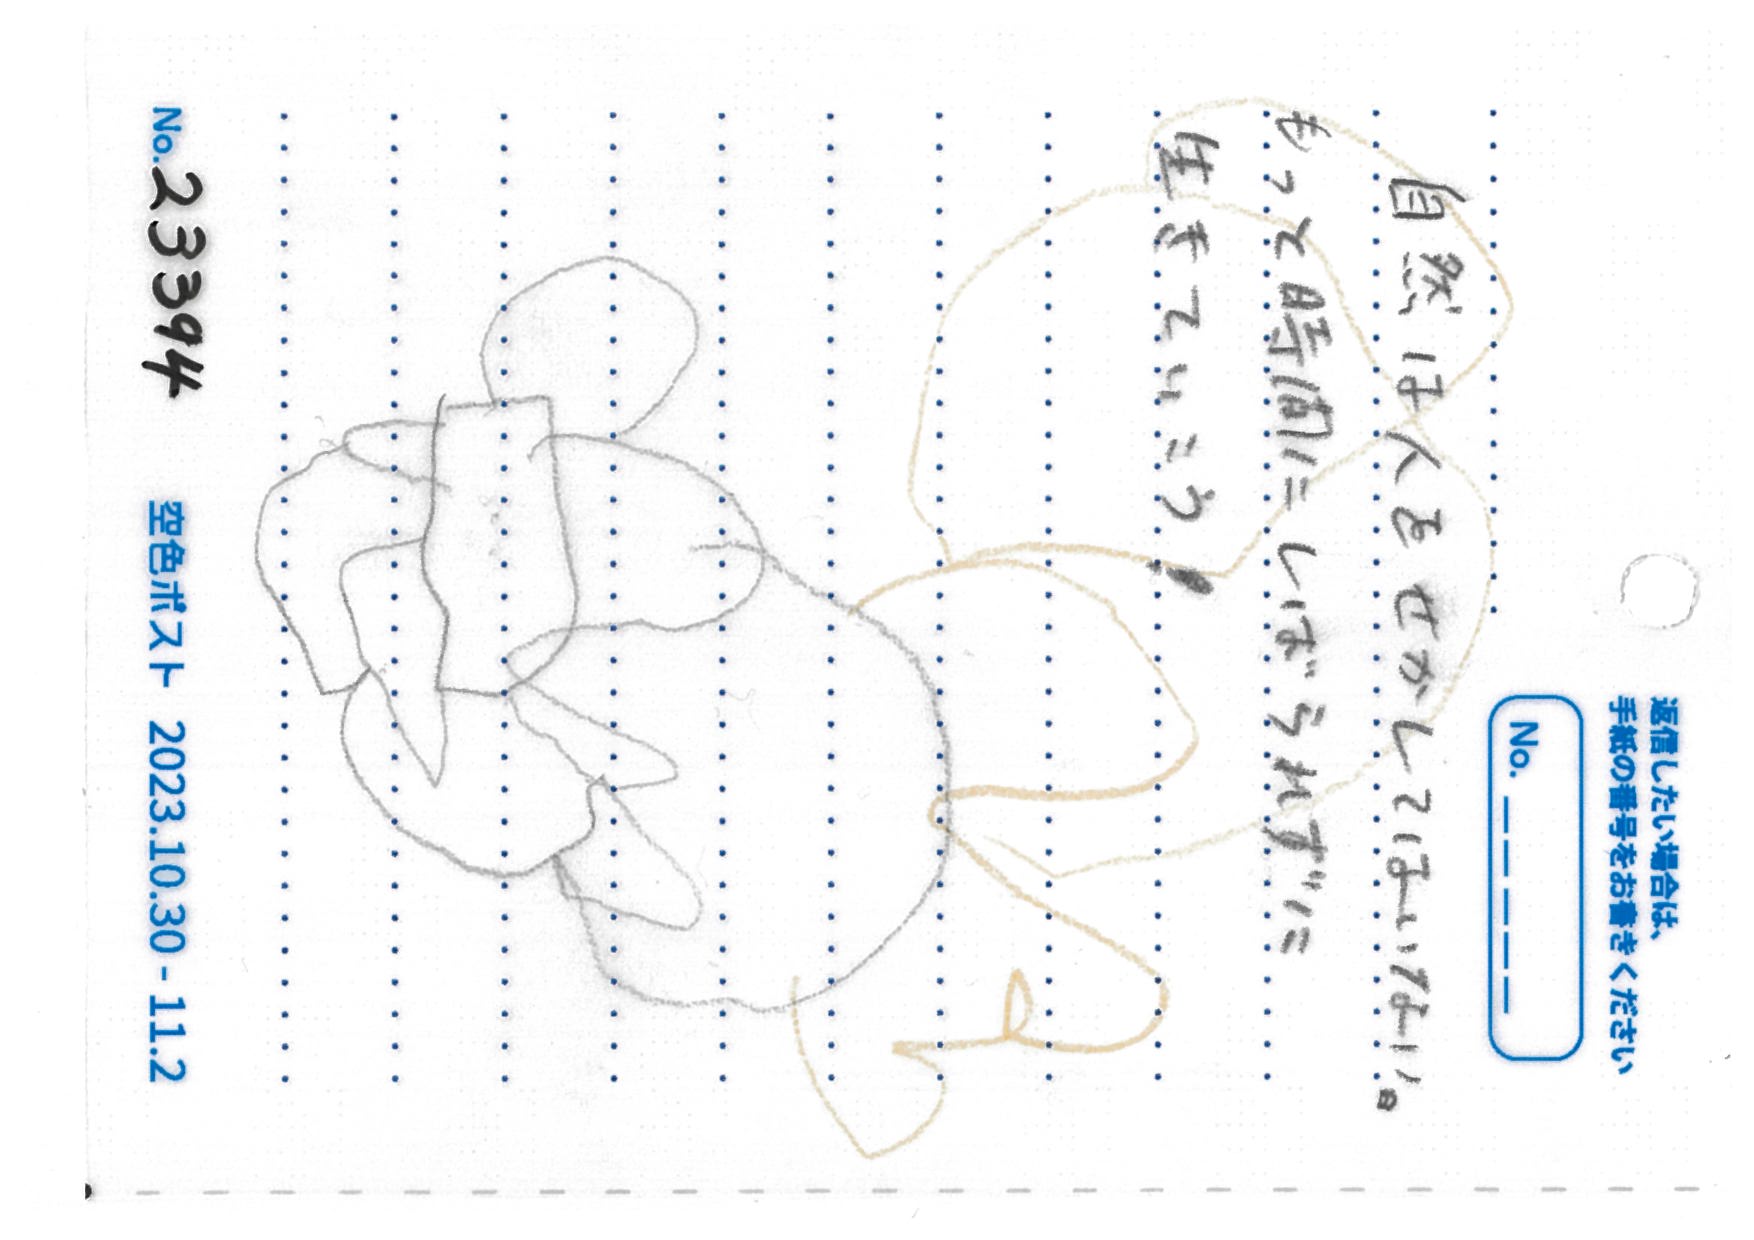 返信したい場合は、
手紙の番号をお書きください
No. _ _ _ _ _
自然は人をせかしてはいない。
もっと時間にしばられずに
生きていこう!
No.23394
空色ポスト 2023.10.30 - 11.2